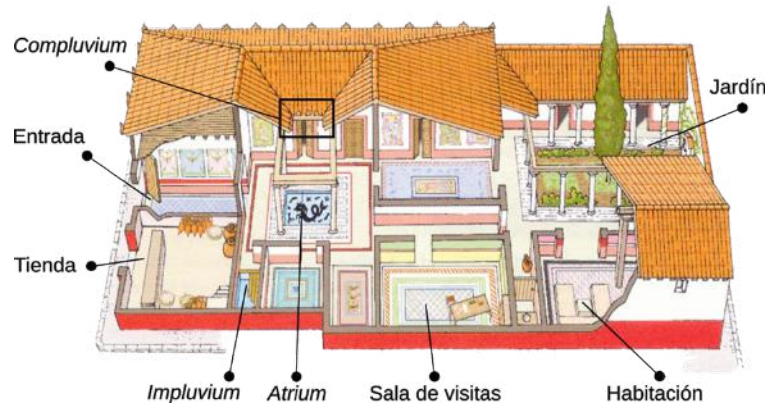 Compluvium
Jardín
Entrada
Tienda
Impluvium
Atrium
Sala de visitas
Habitación